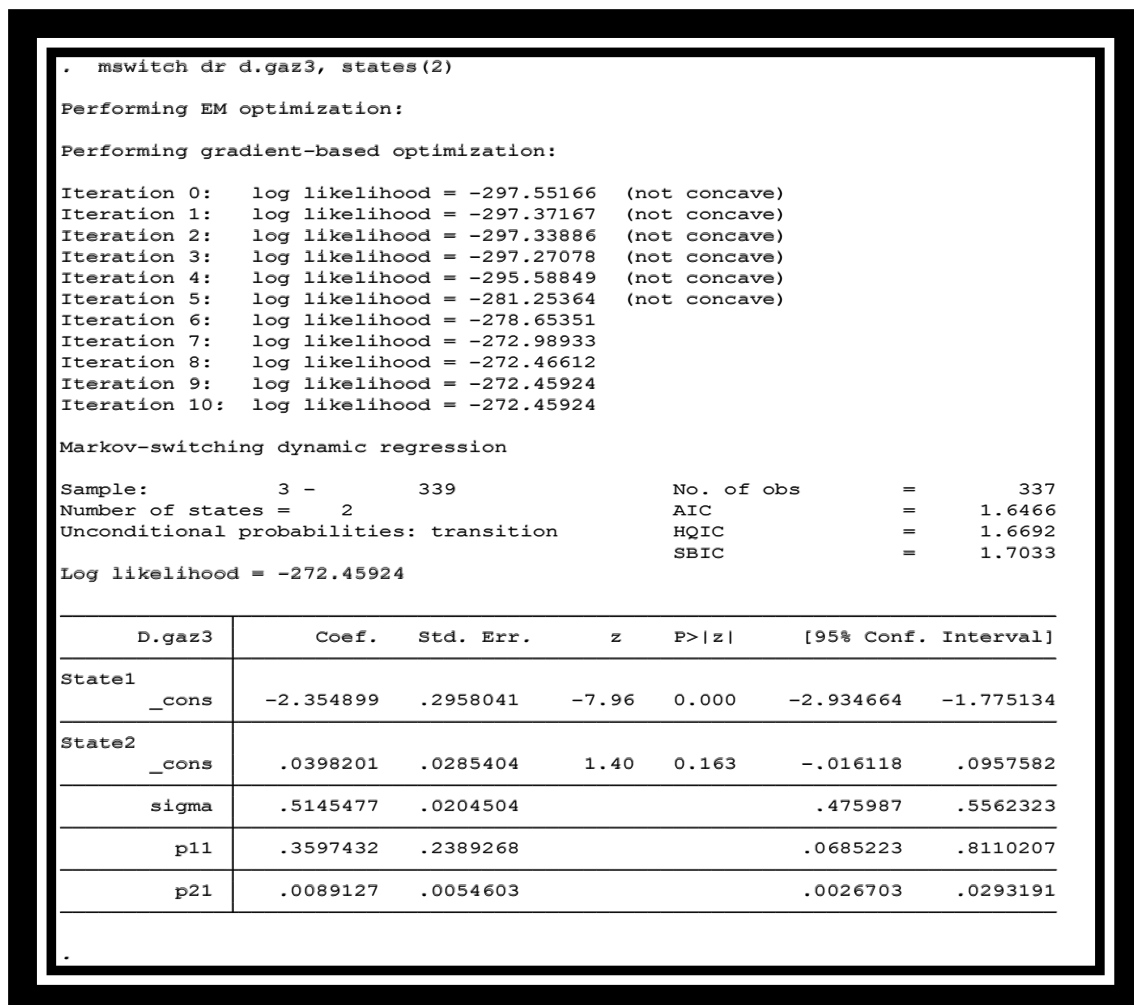 .  mswitch dr d.gaz3, states(2)
Performing EM optimization:
Performing gradient-based optimization:
Iteration 0:   log likelihood = -297.55166  (not concave)
Iteration 1:   log likelihood = -297.37167  (not concave)
Iteration 2:   log likelihood = -297.33886  (not concave)
Iteration 3:   log likelihood = -297.27078  (not concave)
Iteration 4:   log likelihood = -295.58849  (not concave)
Iteration 5:   log likelihood = -281.25364  (not concave)
Iteration 6:   log likelihood = -278.65351
Iteration 7:   log likelihood = -272.98933
Iteration 8:   log likelihood = -272.46612
Iteration 9:   log likelihood = -272.45924
Iteration 10:  log likelihood = -272.45924
Markov-switching dynamic regression
Sample: 3 - 339 No. of obs = 337
Number of states = 2 AIC = 1.6466
Unconditional probabilities: transition HQIC = 1.6692
SBIC = 1.7033
Log likelihood = -272.45924
D.gaz3 Coef. Std. Err. z P>|z| [95% Conf. Interval]
State1
_cons -2.354899 .2958041 -7.96 0.000 -2.934664 -1.775134
State2
_cons .0398201 .0285404 1.40 0.163 -.016118 .0957582
sigma .5145477 .0204504 .475987 .5562323
p11 .3597432 .2389268 .0685223 .8110207
p21 .0089127 .0054603 .0026703 .0293191
.